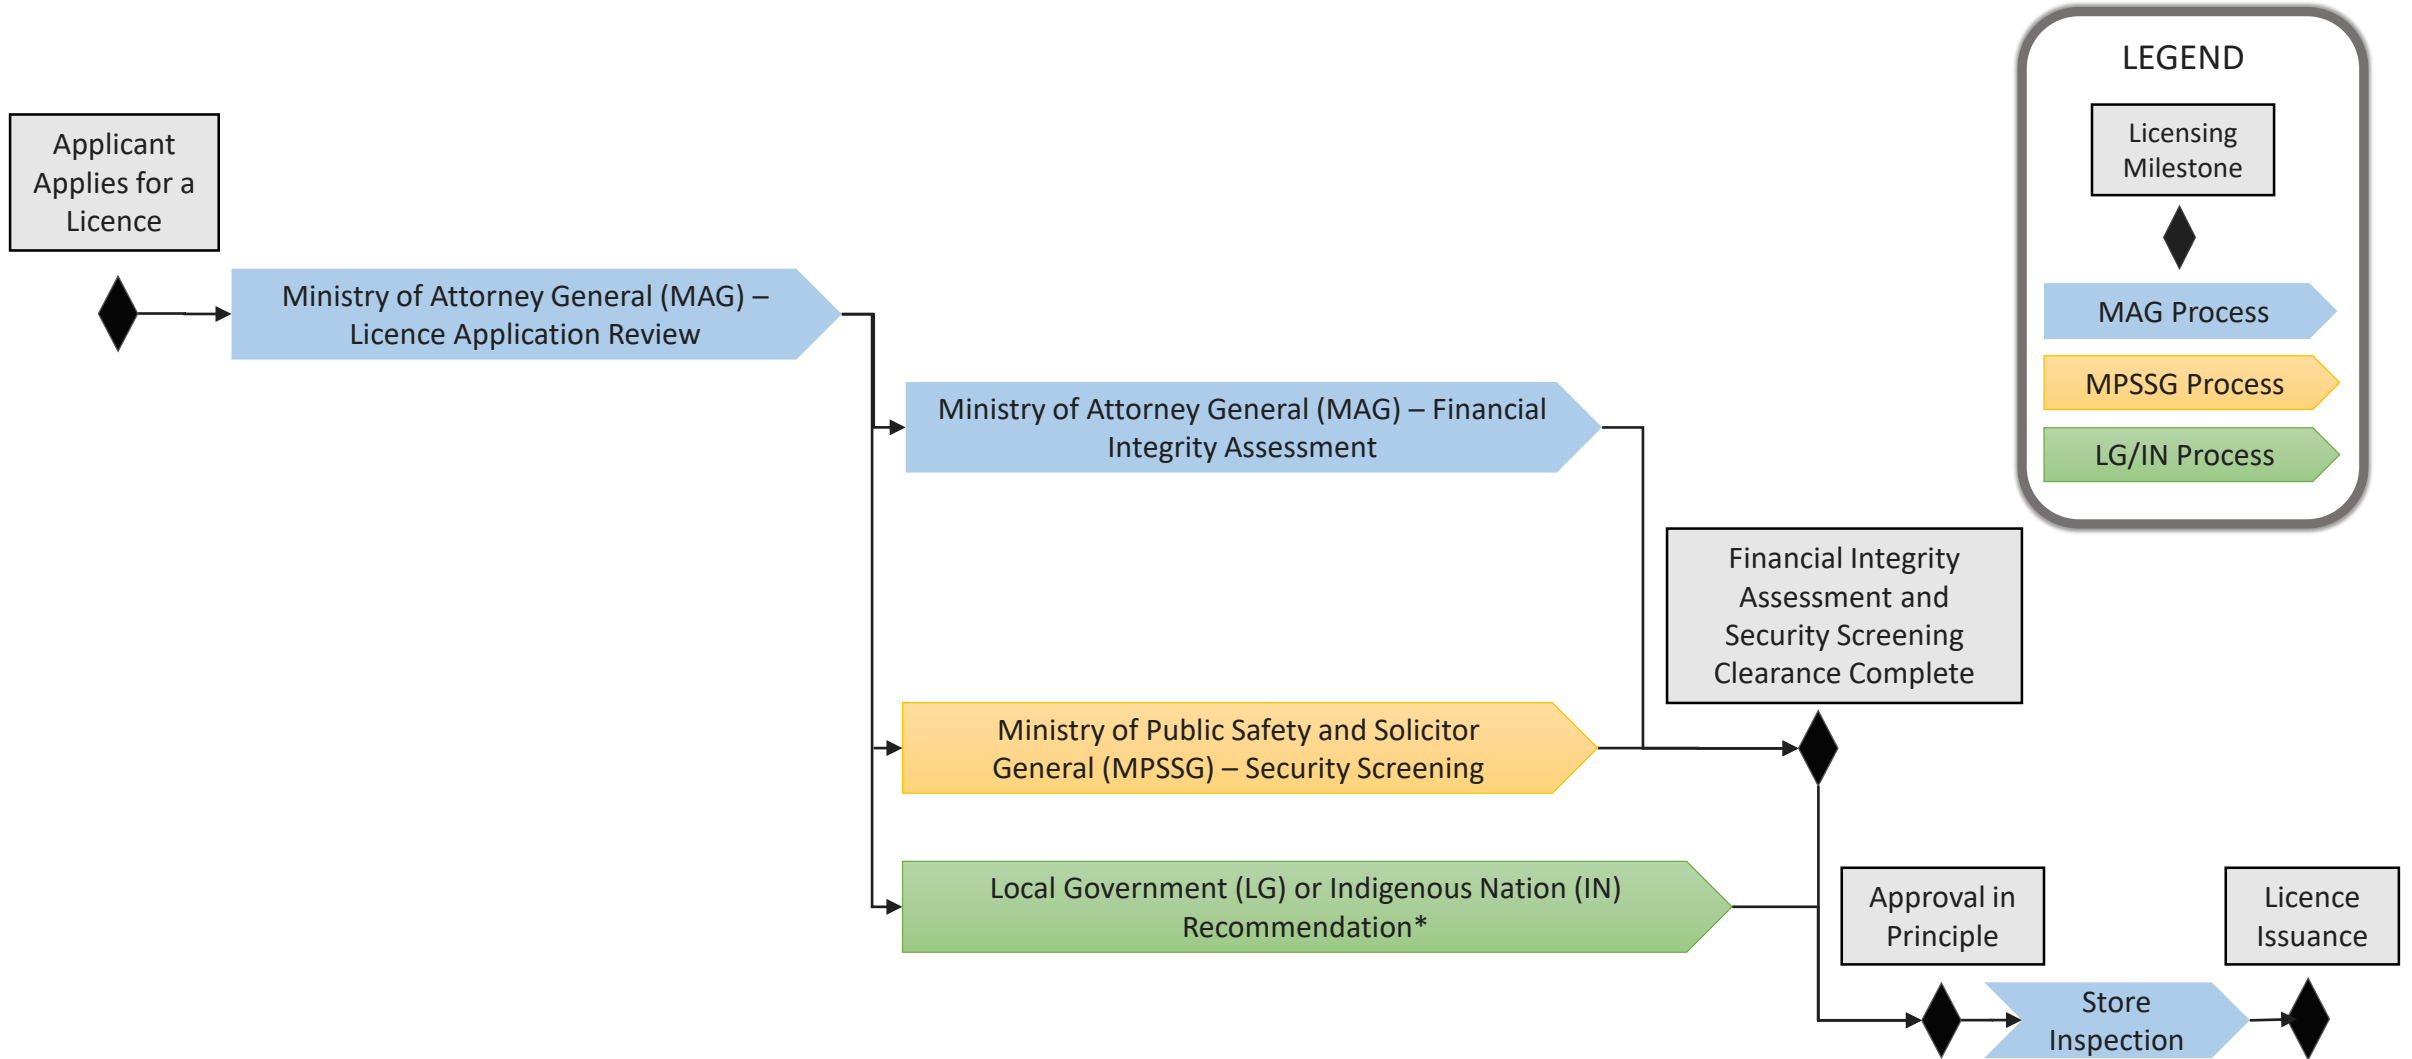 LEGEND
Licensing
Milestone
MAG Process
MPSSG Process
LG/IN Process
Applicant
Applies for a
Licence
Ministry of Attorney General (MAG) –
Licence Application Review
Ministry of Attorney General (MAG) – Financial
Integrity Assessment
Financial Integrity
Assessment and
Security Screening
Clearance Complete
Ministry of Public Safety and Solicitor
General (MPSSG) – Security Screening
Local Government (LG) or Indigenous Nation (IN)
Recommendation*
Approval in
Principle
Licence
Issuance
Store
Inspection